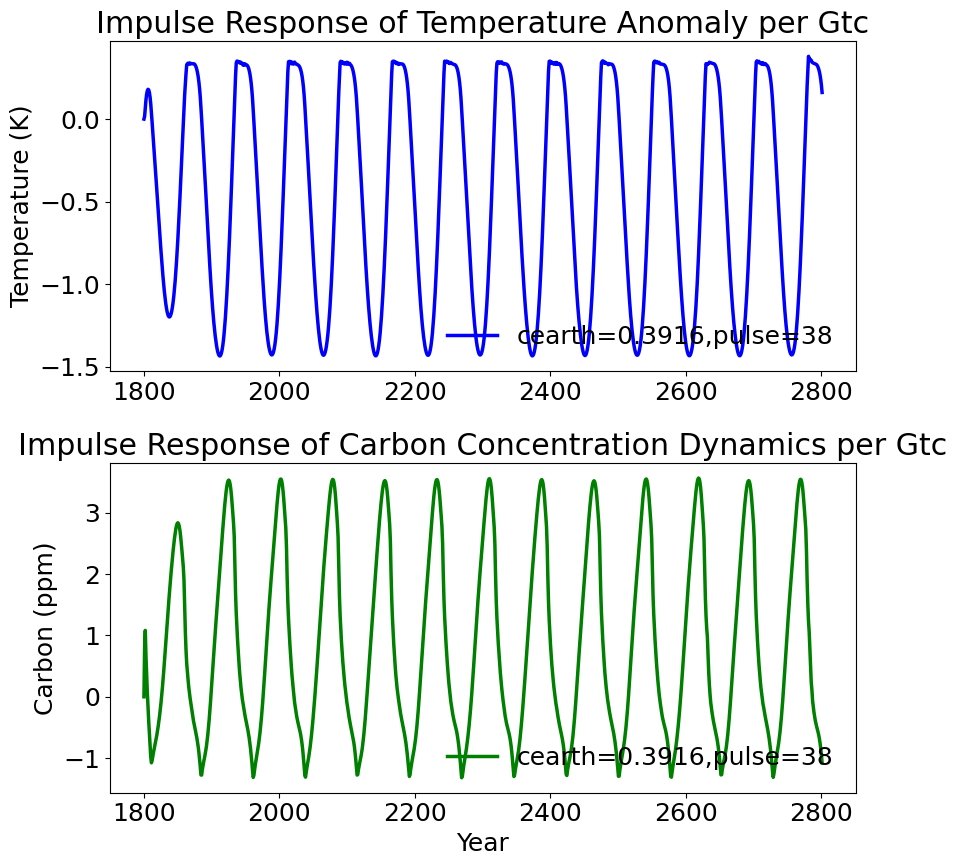 Impulse Response of Temperature Anomaly per Gtc
Temperature (K)
0.0
−0.5
−1.0
−1.5
cearth=0.3916,pulse=38
1800 2000 2200 2400 2600 2800
Impulse Response of Carbon Concentration Dynamics per Gtc
Carbon (ppm)
3
2
1
0
−1
cearth=0.3916,pulse=38
1800 2000 2200 2400 2600 2800
Year